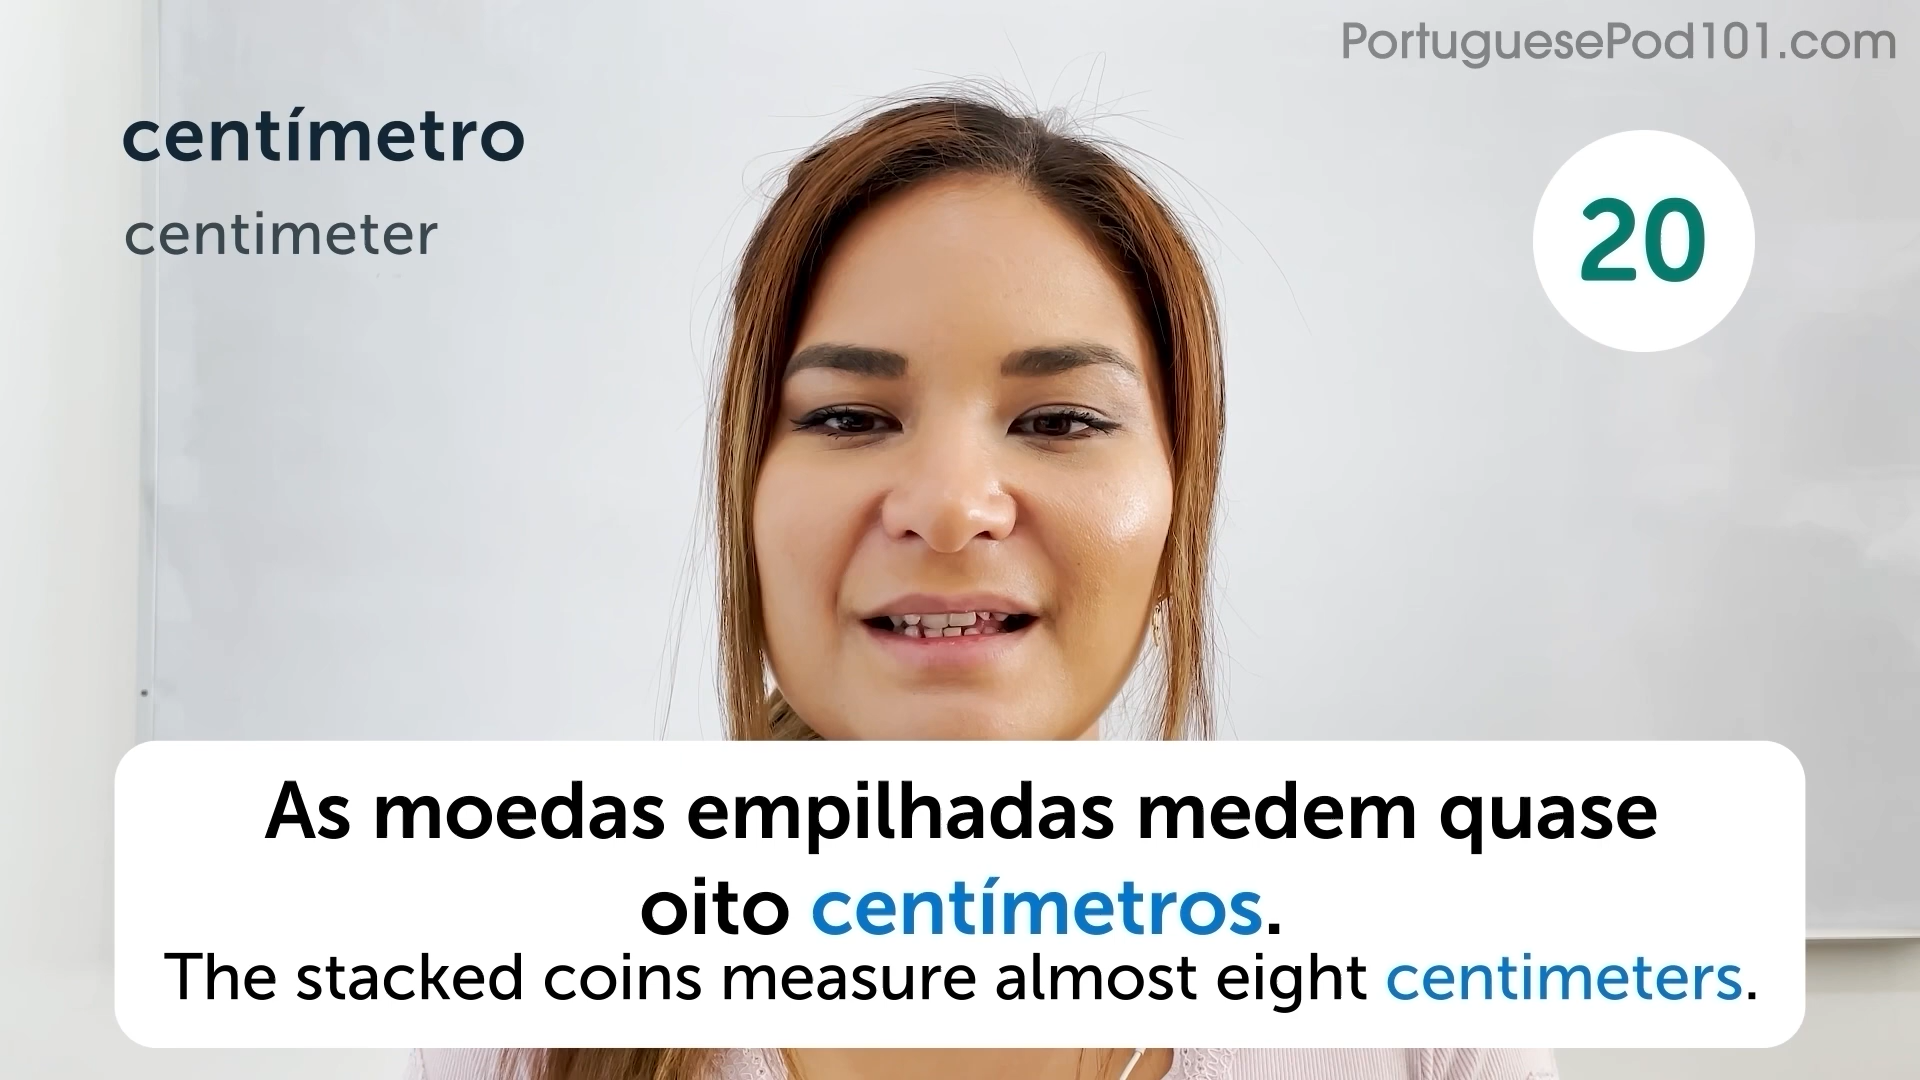 PortuguesePod101.com
centímetro
centimeter
20
As moedas empilhadas medem quase
oito centímetros.
The stacked coins measure almost eight centimeters.